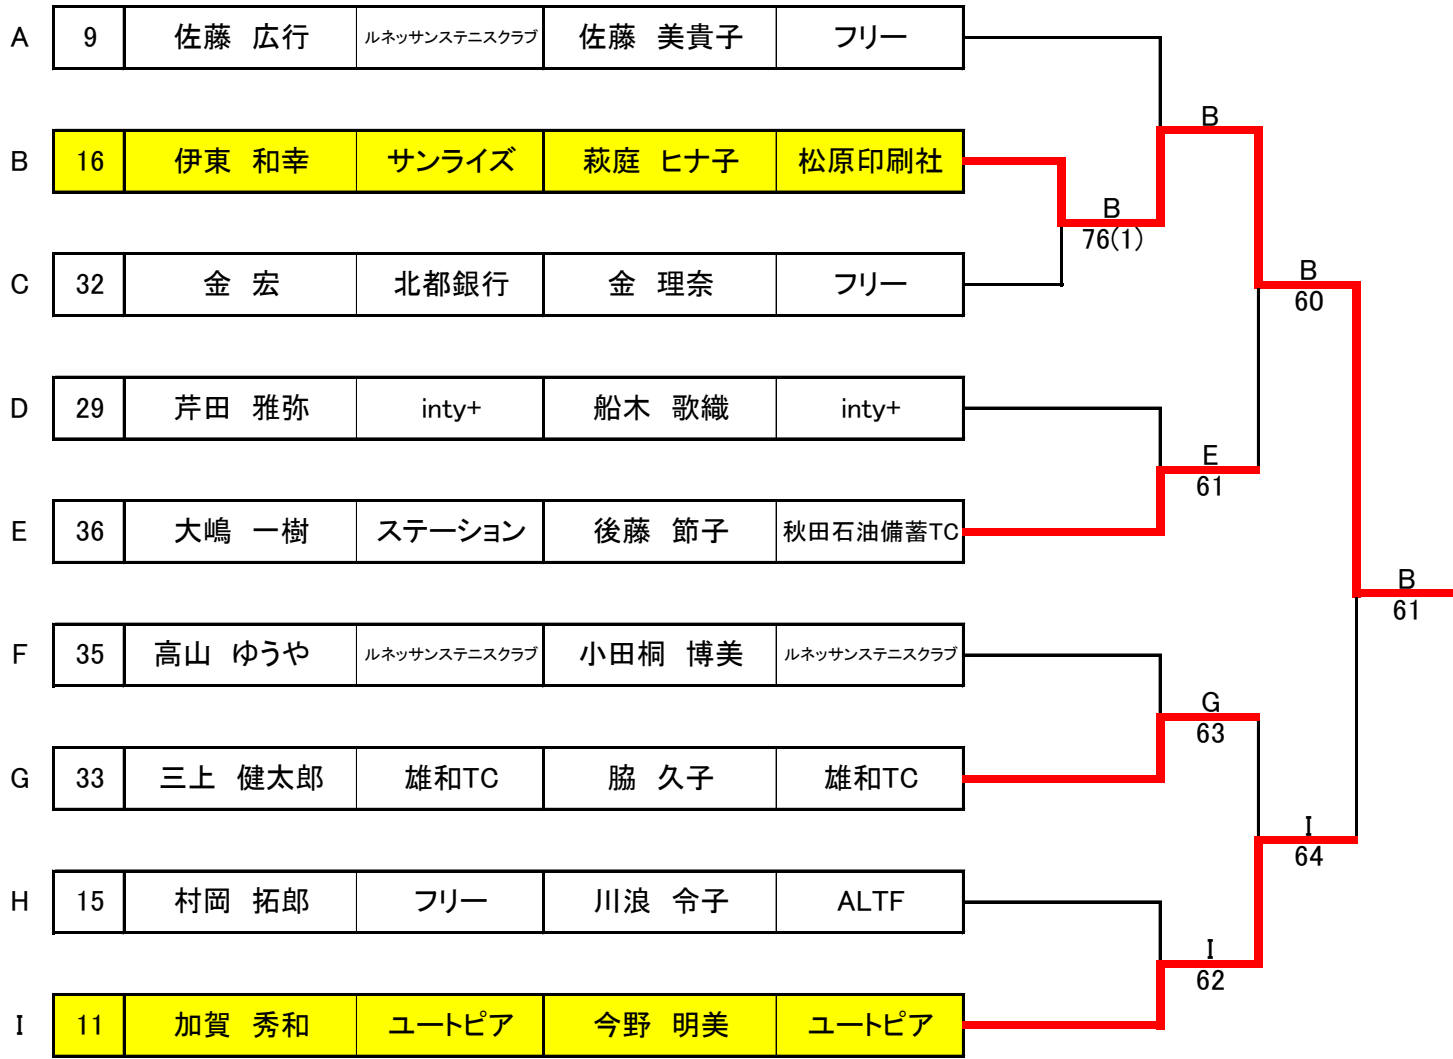 A 9 佐藤 広行 ルネッサンステニスクラブ 佐藤 美貴子 フリー
B
B 16 伊東 和幸 サンライズ 萩庭 ヒナ子 松原印刷社
B
76(1)
C 32 金 宏 北都銀行 金 理奈 フリー
B
60
D 29 芹田 雅弥 inty+ 船木 歌織 inty+
E
61
E 36 大嶋 一樹 ステーション 後藤 節子 秋田石油備蓄TC
B
61
F 35 高山 ゆうや ルネッサンステニスクラブ 小田桐 博美 ルネッサンステニスクラブ
G
63
G 33 三上 健太郎 雄和TC 脇 久子 雄和TC
I
64
H 15 村岡 拓郎 フリー 川浪 令子 ALTF
I
62
I 11 加賀 秀和 ユートピア 今野 明美 ユートピア